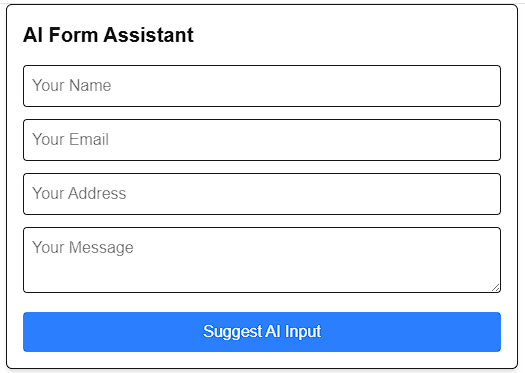 AI Form Assistant
Your Name
Your Email
Your Address
Your Message
Suggest AI Input